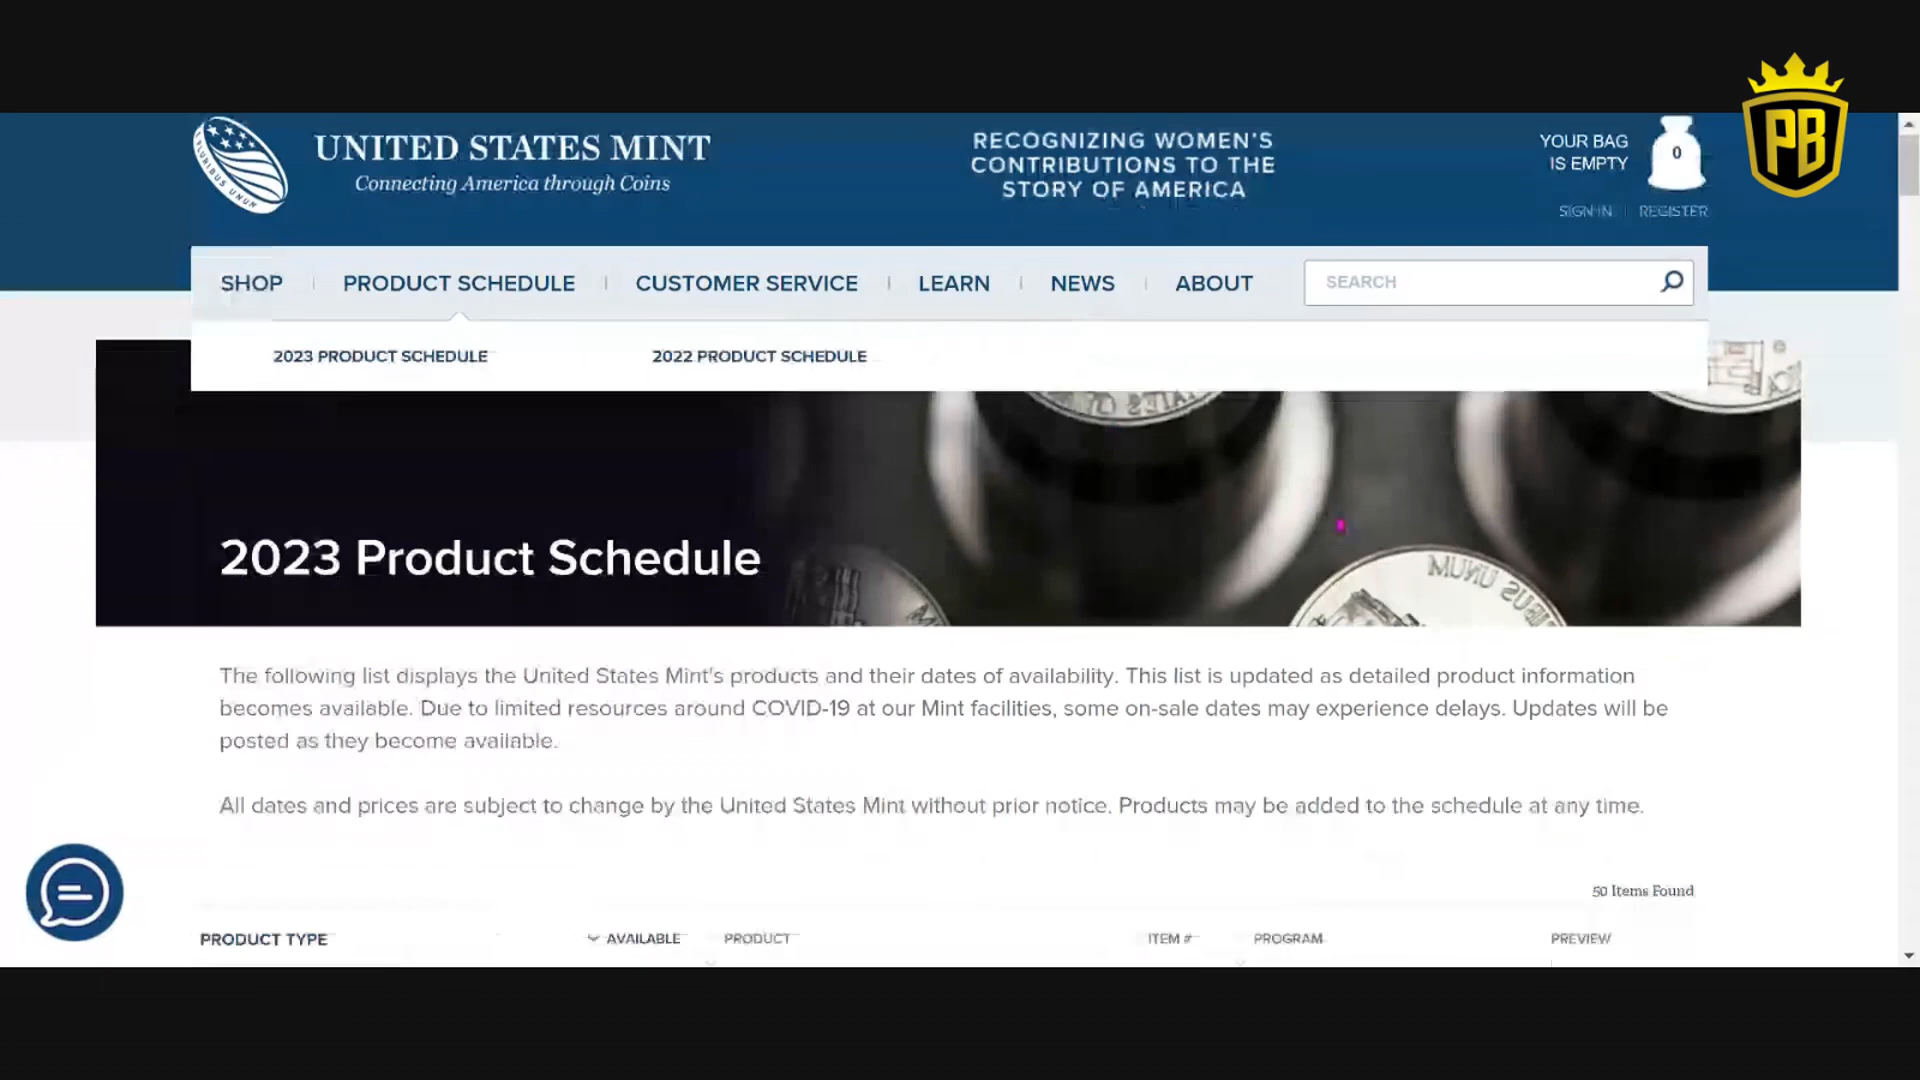 PB
UNITED STATES MINT
Connecting America through Coins
PLURIBUS UNUM
RECOGNIZING WOMEN'S
CONTRIBUTIONS TO THE
STORY OF AMERICA
YOUR BAG
IS EMPTY
0
SIGN IN | REGISTER
SHOP | PRODUCT SCHEDULE | CUSTOMER SERVICE | LEARN | NEWS | ABOUT
SEARCH
2023 PRODUCT SCHEDULE
2022 PRODUCT SCHEDULE
2023 Product Schedule
The following list displays the United States Mint's products and their dates of availability. This list is updated as detailed product information
becomes available. Due to limited resources around COVID-19 at our Mint facilities, some on-sale dates may experience delays. Updates will be
posted as they become available.
All dates and prices are subject to change by the United States Mint without prior notice. Products may be added to the schedule at any time.
50 Items Found
PRODUCT TYPE AVAILABLE PRODUCT ITEM # PROGRAM PREVIEW